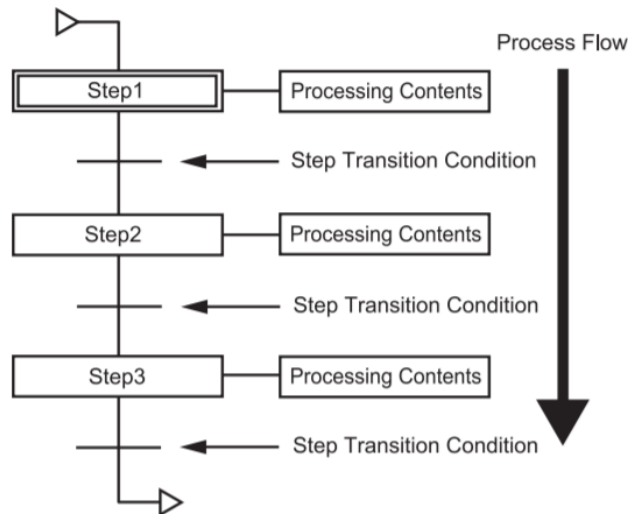 Process Flow
Step1
Processing Contents
Step Transition Condition
Step2
Processing Contents
Step Transition Condition
Step3
Processing Contents
Step Transition Condition